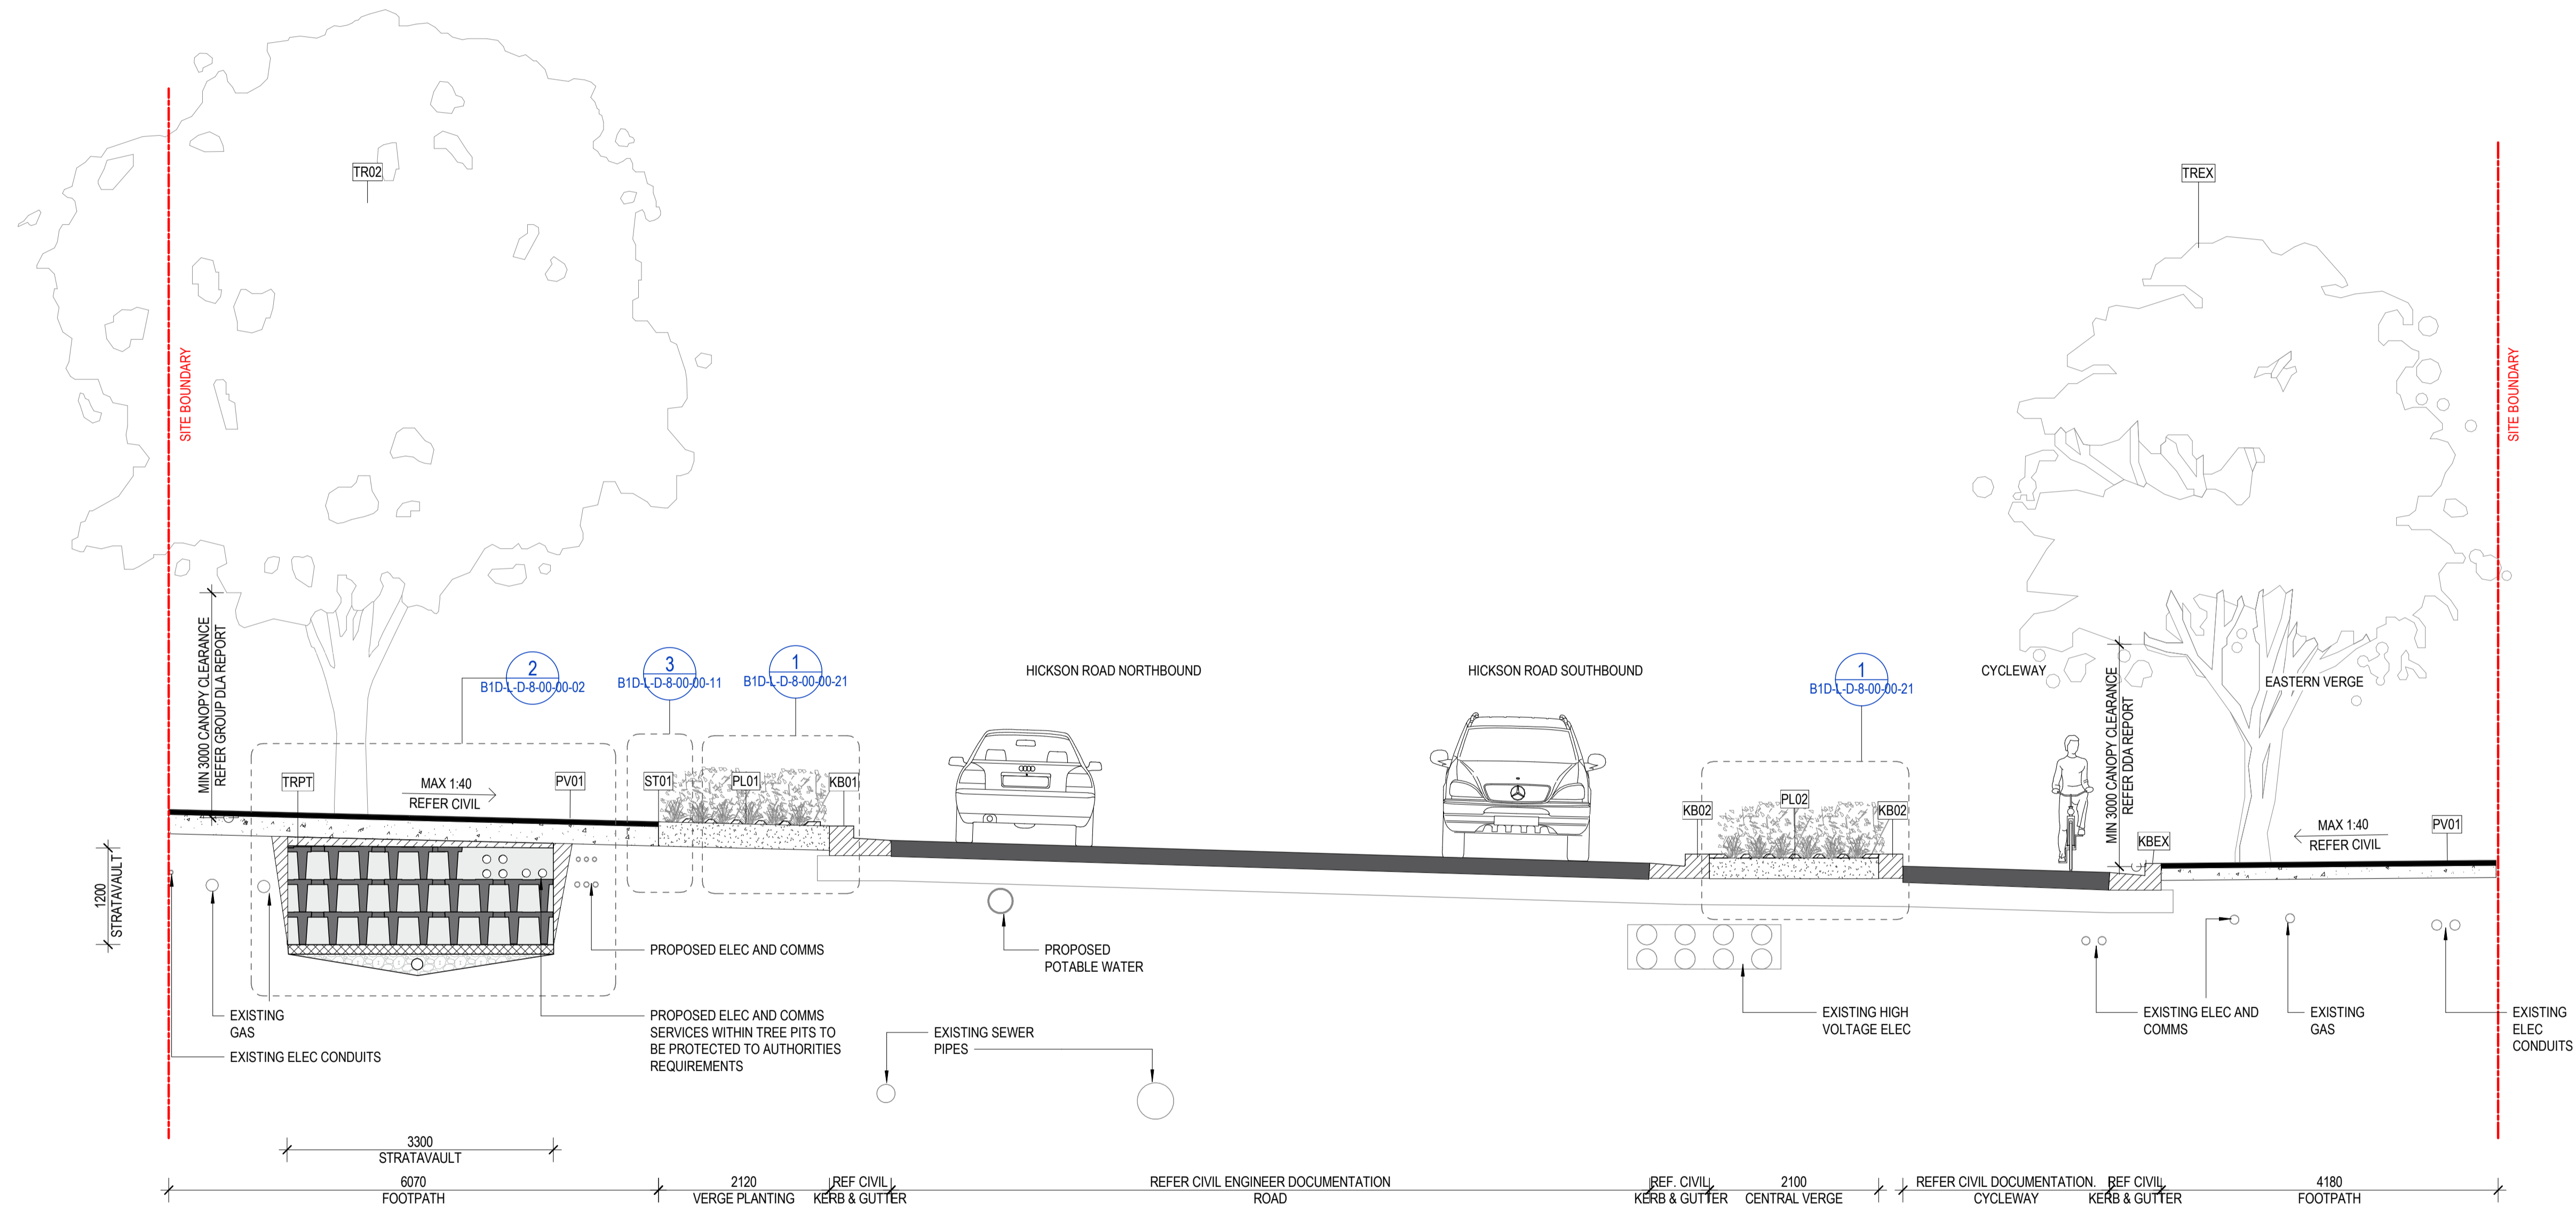 TR02
TREX
SITE BOUNDARY
SITE BOUNDARY
MIN 3000 CANOPY CLEARANCE
REFER GROUP DLA REPORT
2
B1D-L-D-8-00-00-02
3
B1D-L-D-8-00-00-11
1
B1D-L-D-8-00-00-21
HICKSON ROAD NORTHBOUND
HICKSON ROAD SOUTHBOUND
1
B1D-L-D-8-00-00-21
CYCLEWAY
MIN 3000 CANOPY CLEARANCE
REFER DDA REPORT
EASTERN VERGE
TRPT
MAX 1:40
REFER CIVIL
PV01
ST01
PL01
KB01
KB02
PL02
KB02
KBEX
MAX 1:40
REFER CIVIL
PV01
1200
STRATAVAULT
PROPOSED ELEC AND COMMS
PROPOSED
POTABLE WATER
EXISTING
GAS
EXISTING ELEC CONDUITS
PROPOSED ELEC AND COMMS
SERVICES WITHIN TREE PITS TO
BE PROTECTED TO AUTHORITIES
REQUIREMENTS
EXISTING SEWER
PIPES
EXISTING HIGH
VOLTAGE ELEC
EXISTING ELEC AND
COMMS
EXISTING
GAS
EXISTING
ELEC
CONDUITS
3300
STRATAVAULT
6070
FOOTPATH
2120
VERGE PLANTING
REF CIVIL
KERB & GUTTER
REFER CIVIL ENGINEER DOCUMENTATION
ROAD
REF. CIVIL
KERB & GUTTER
2100
CENTRAL VERGE
REFER CIVIL DOCUMENTATION.
CYCLEWAY
REF CIVIL
KERB & GUTTER
4180
FOOTPATH